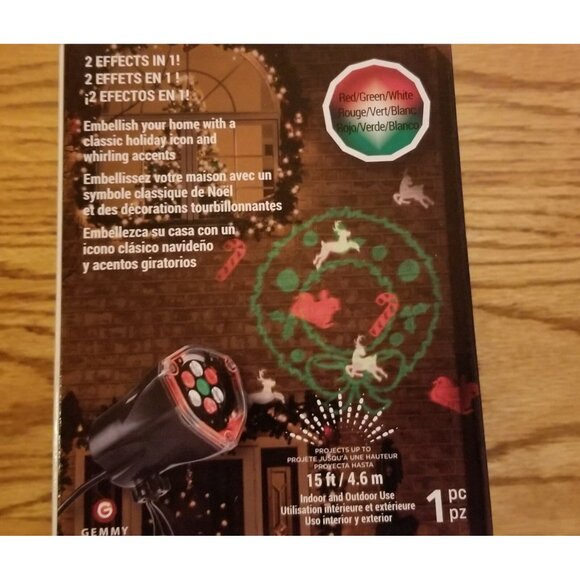 2 EFFECTS IN 1!
2 EFFETS EN 1 !
¡2 EFECTOS EN 1!
Embellish your home with a
classic holiday icon and
whirling accents
Embellissez votre maison avec un
symbole classique de Noël
et des décorations tourbillonnantes
Embellezca su casa con un
icono clásico navideño
y acentos giratorios
Red/Green/White
Rouge/Vert/Blanc
Rojo/Verde/Blanco
PROJECTS UP TO
PROJETE JUSQU'À UNE HAUTEUR
PROYECTA HASTA
15 ft / 4.6 m
Indoor and Outdoor Use
Utilisation intérieure et extérieure
Uso interior y exterior
1 pc
pz
G
GEMMY